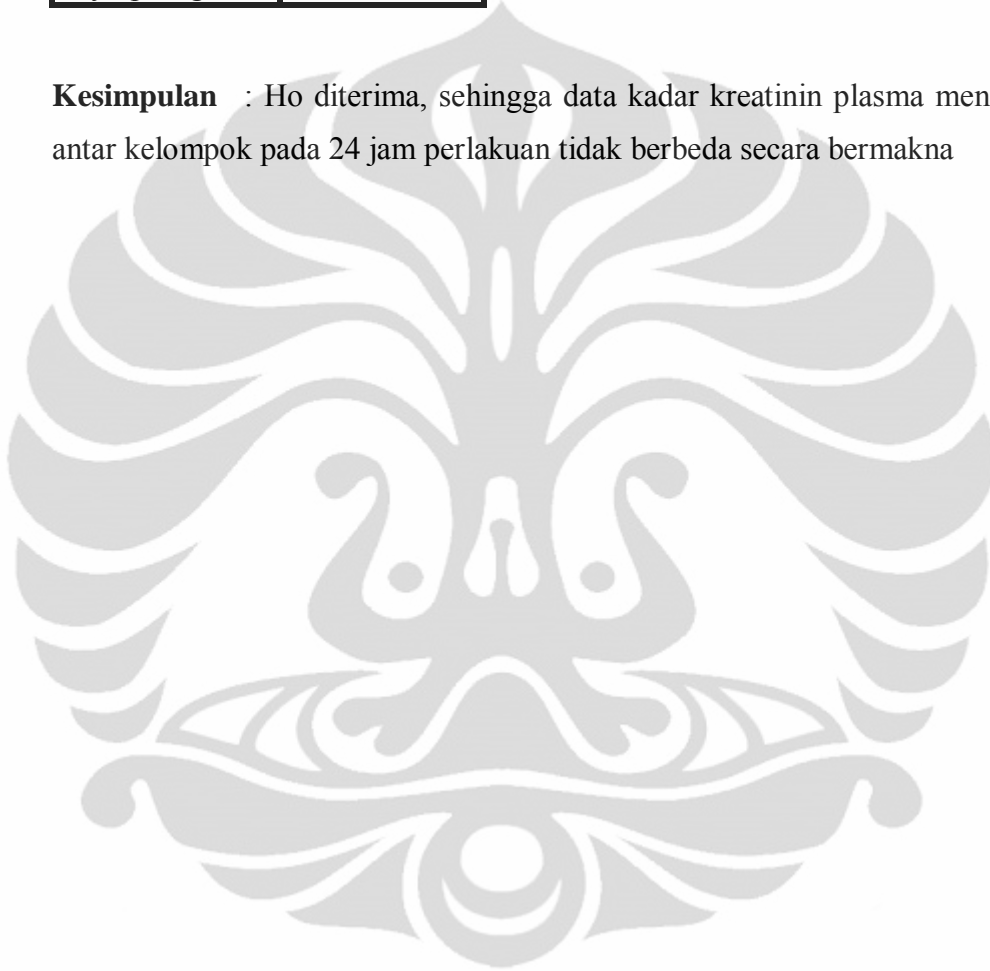 Kesimpulan : Ho diterima, sehingga data kadar kreatinin plasma men
antar kelompok pada 24 jam perlakuan tidak berbeda secara bermakna